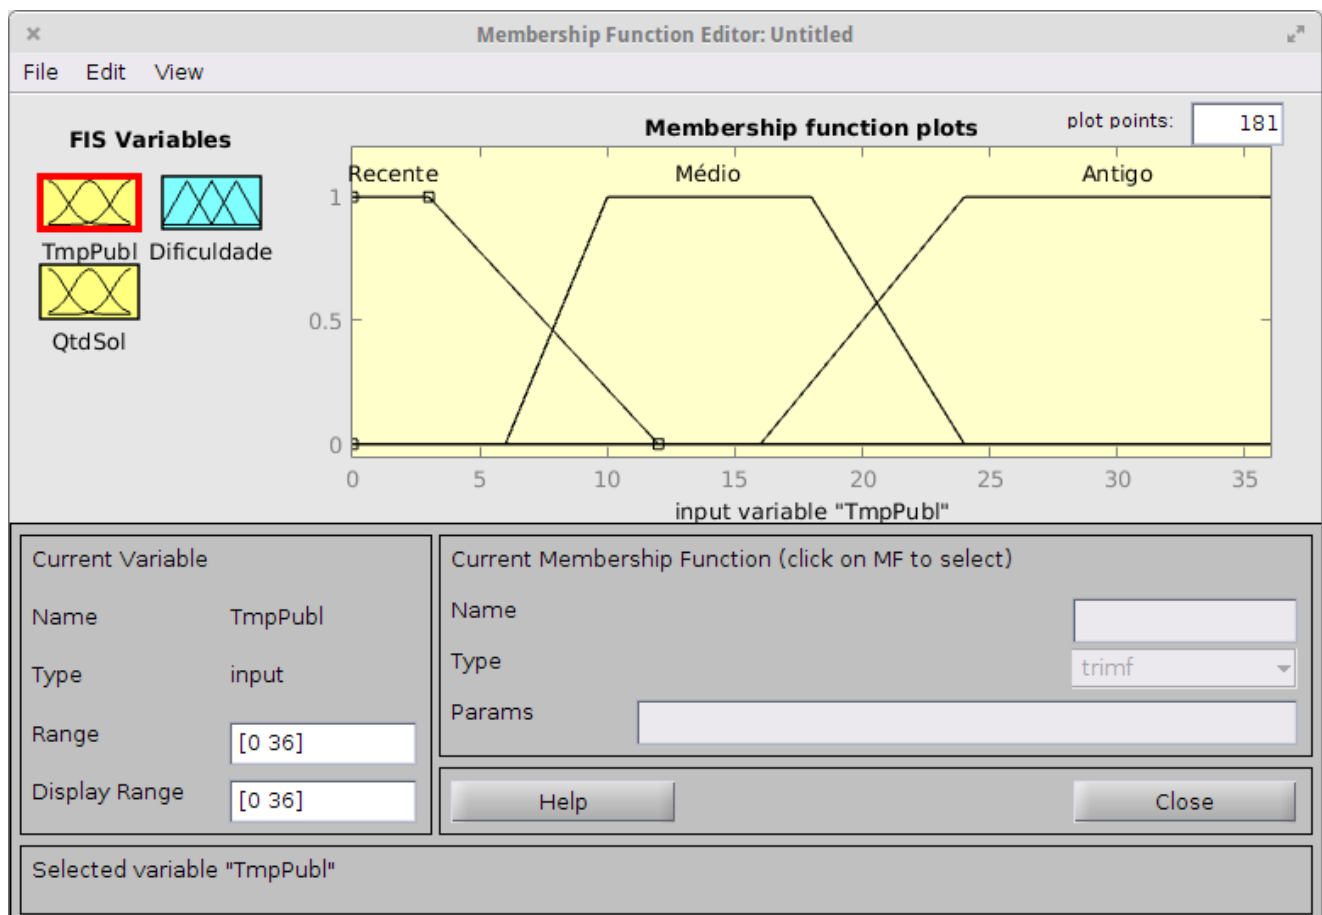 Membership Function Editor: Untitled
File Edit View
FIS Variables
TmpPubl Dificuldade
QtdSol
Membership function plots
plot points: 181
Recente Médio Antigo
1
0.5
0
0 5 10 15 20 25 30 35
input variable "TmpPubl"
Current Variable
Name TmpPubl
Type input
Range [0 36]
Display Range [0 36]
Current Membership Function (click on MF to select)
Name
Type trimf
Params
Help Close
Selected variable "TmpPubl"